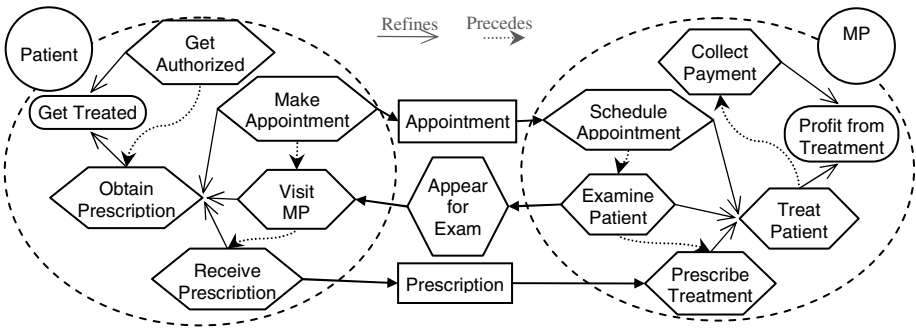 Refines
Precedes
Patient
Get
Authorized
Get Treated
Make
Appointment
Obtain
Prescription
Visit
MP
Receive
Prescription
Appointment
Appear
for
Exam
Prescription
MP
Collect
Payment
Schedule
Appointment
Profit from
Treatment
Examine
Patient
Treat
Patient
Prescribe
Treatment